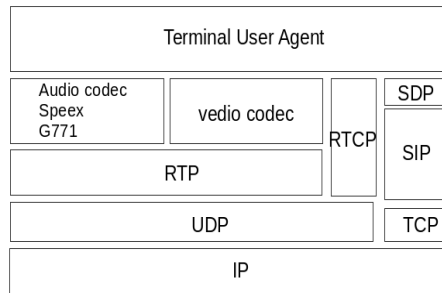 Terminal User Agent
Audio codec
Speex
G771
vedio codec
RTCP
SDP
SIP
RTP
UDP
TCP
IP